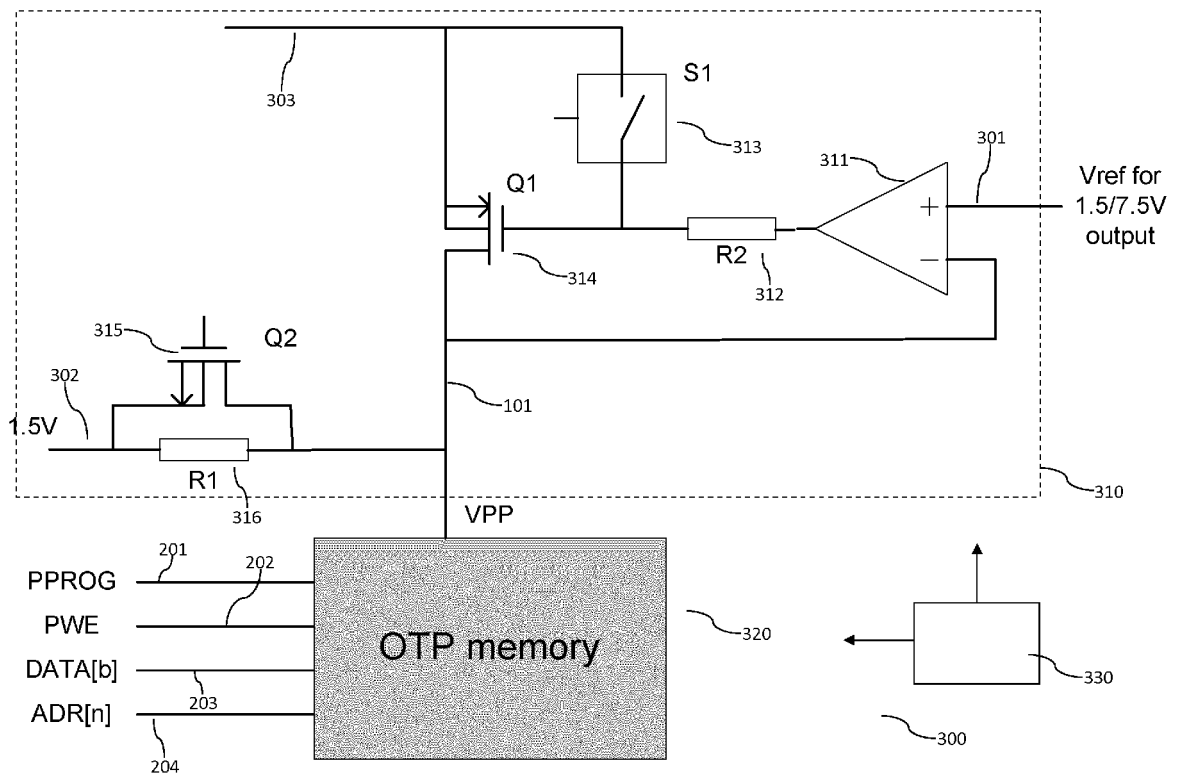 303
S1
313
Q1
314
R2
312
311
+
−
301
Vref for
1.5/7.5V
output
315
Q2
302
1.5V
R1
316
101
310
VPP
OTP memory
320
PPROG
201
PWE
202
DATA[b]
203
ADR[n]
204
330
300